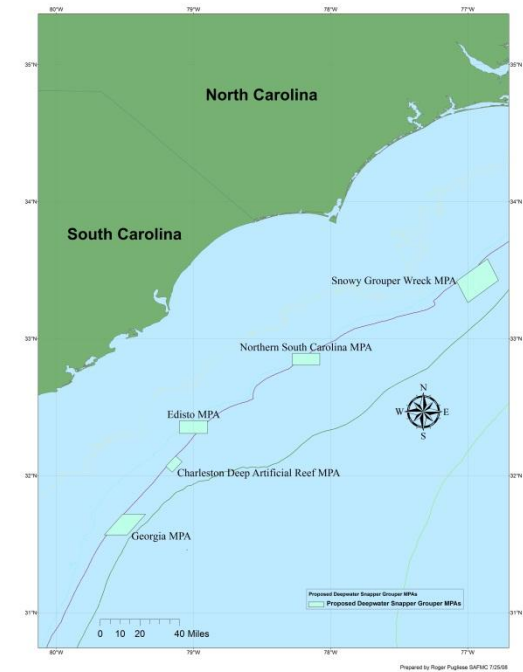 80°W 79°W 78°W 77°W
35°N 35°N
North Carolina
34°N 34°N
South Carolina
Snowy Grouper Wreck MPA
33°N 33°N
Northern South Carolina MPA
N
W E
S
Edisto MPA
32°N 32°N
Charleston Deep Artificial Reef MPA
Georgia MPA
Proposed Deepwater Snapper Grouper MPAs
Proposed Deepwater Snapper Grouper MPAs
31°N 31°N
0 10 20 40 Miles
80°W 79°W 78°W 77°W
Prepared by Roger Pugliese SAFMC 7/25/08